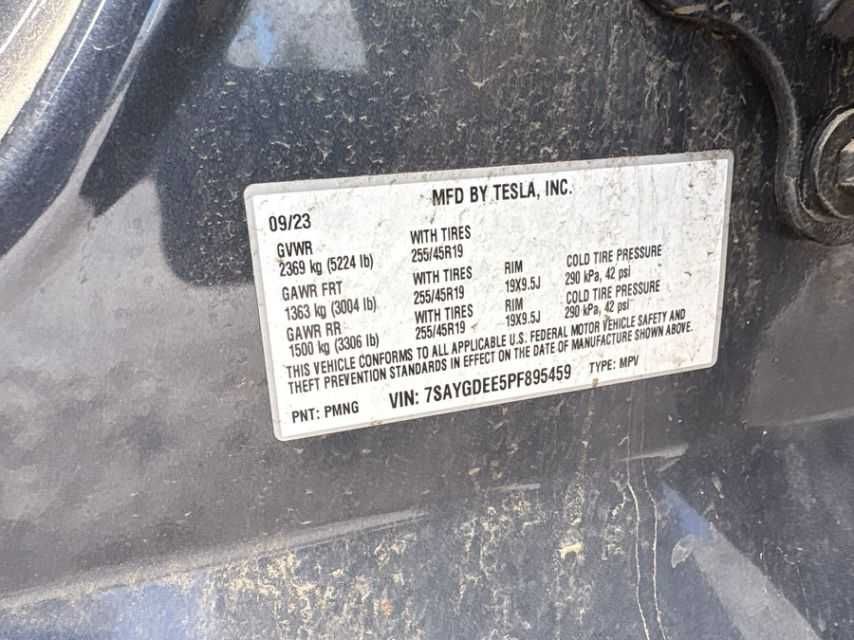 MFD BY TESLA, INC.
09/23
GVWR WITH TIRES
2369 kg (5224 lb) 255/45R19
GAWR FRT WITH TIRES RIM COLD TIRE PRESSURE
1363 kg (3004 lb) 255/45R19 19X9.5J 290 kPa, 42 psi
GAWR RR WITH TIRES RIM COLD TIRE PRESSURE
1500 kg (3306 lb) 255/45R19 19X9.5J 290 kPa, 42 psi
THIS VEHICLE CONFORMS TO ALL APPLICABLE U.S. FEDERAL MOTOR VEHICLE SAFETY AND
THEFT PREVENTION STANDARDS IN EFFECT ON THE DATE OF MANUFACTURE SHOWN ABOVE.
PNT: PMNG VIN: 7SAYGDEE5PF895459 TYPE: MPV